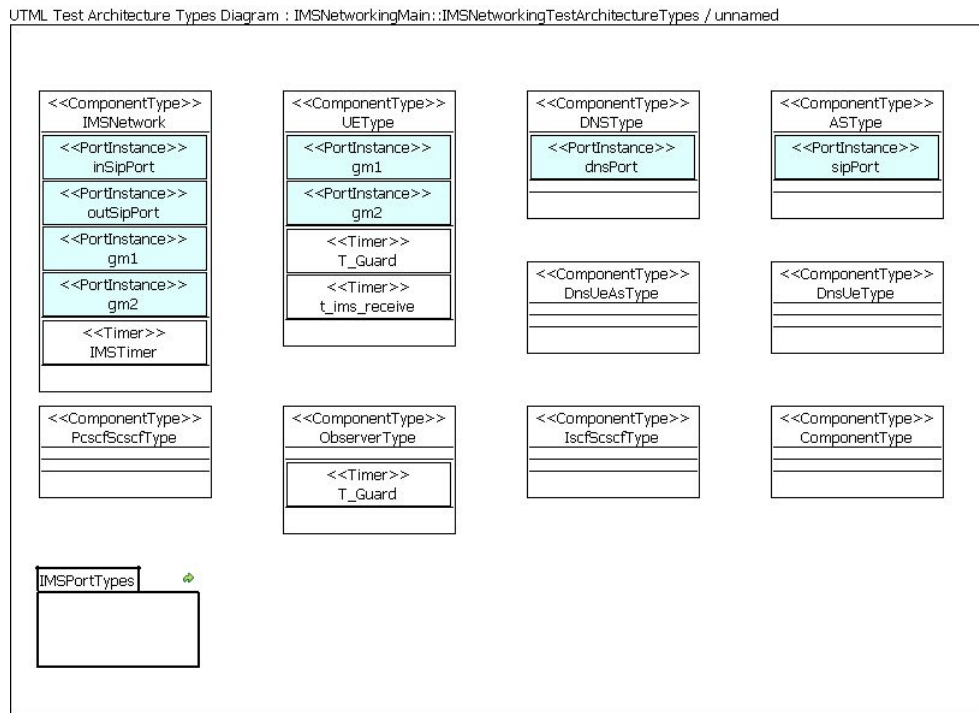 UTML Test Architecture Types Diagram : IMSNetworkingMain::IMSNetworkingTestArchitectureTypes / unnamed
<<ComponentType>>
IMSNetwork
<<PortInstance>>
inSipPort
<<PortInstance>>
outSipPort
<<PortInstance>>
gm1
<<PortInstance>>
gm2
<<Timer>>
IMSTimer
<<ComponentType>>
UEType
<<PortInstance>>
gm1
<<PortInstance>>
gm2
<<Timer>>
T_Guard
<<Timer>>
t_ims_receive
<<ComponentType>>
DNSType
<<PortInstance>>
dnsPort
<<ComponentType>>
ASType
<<PortInstance>>
sipPort
<<ComponentType>>
DnsUeAsType
<<ComponentType>>
DnsUeType
<<ComponentType>>
PcscfScscfType
<<ComponentType>>
ObserverType
<<Timer>>
T_Guard
<<ComponentType>>
IscfScscfType
<<ComponentType>>
ComponentType
IMSPortTypes